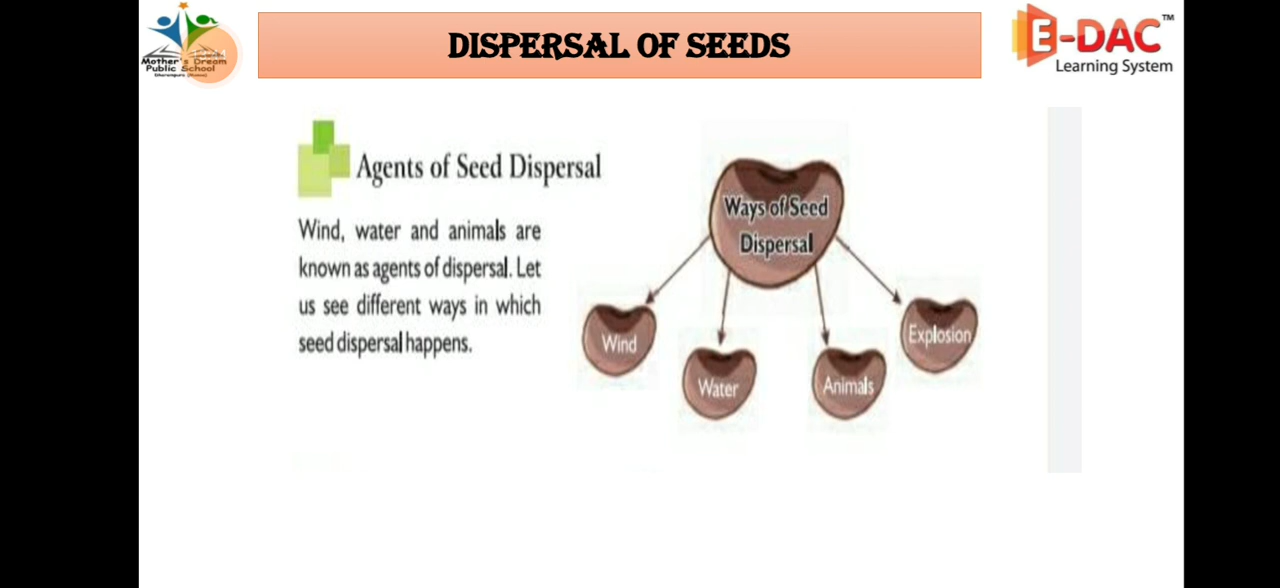 Mother's Dream
Public School
DISPERSAL OF SEEDS
E-DAC™
Learning System
Agents of Seed Dispersal
Wind, water and animals are
known as agents of dispersal. Let
us see different ways in which
seed dispersal happens.
Ways of Seed
Dispersal
Wind
Water
Animals
Explosion